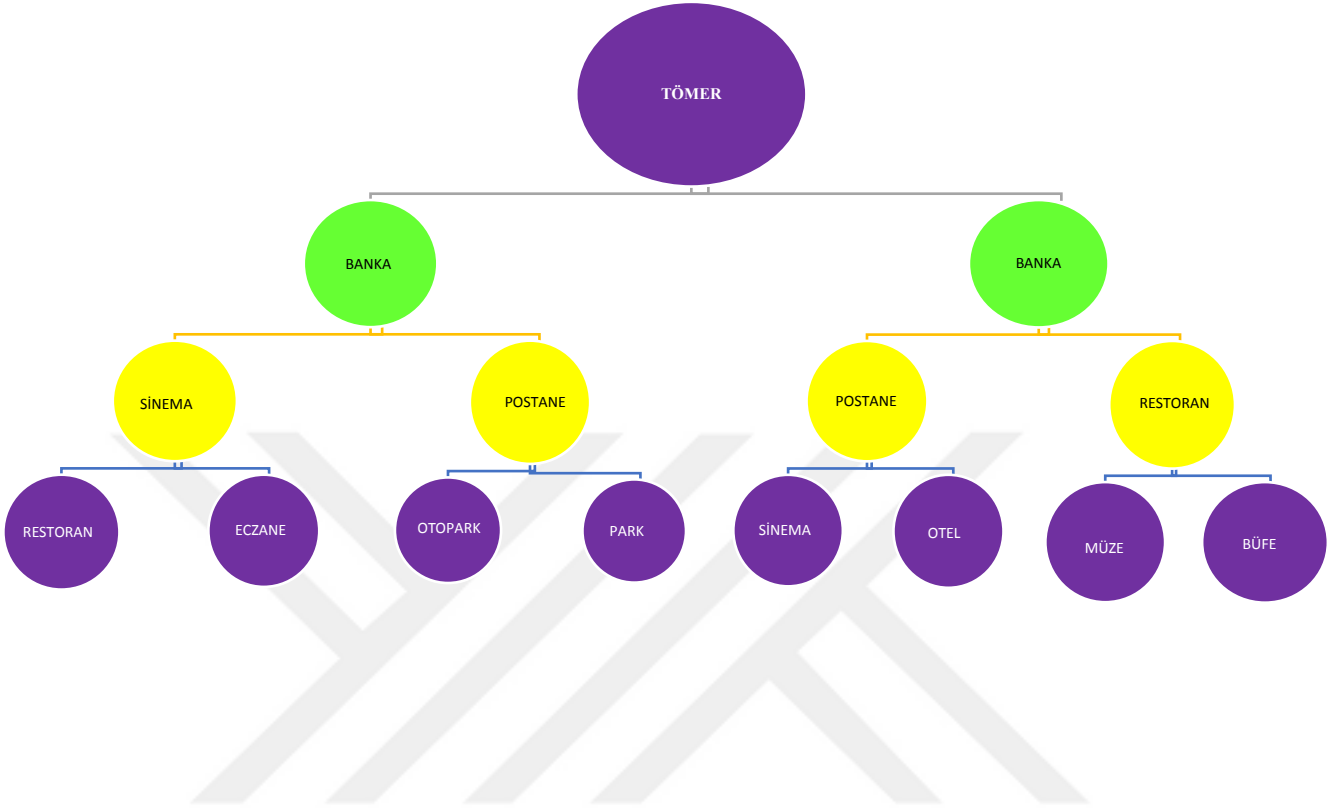 TÖMER
BANKA
BANKA
SİNEMA
POSTANE
POSTANE
RESTORAN
RESTORAN
ECZANE
OTOPARK
PARK
SİNEMA
OTEL
MÜZE
BÜFE